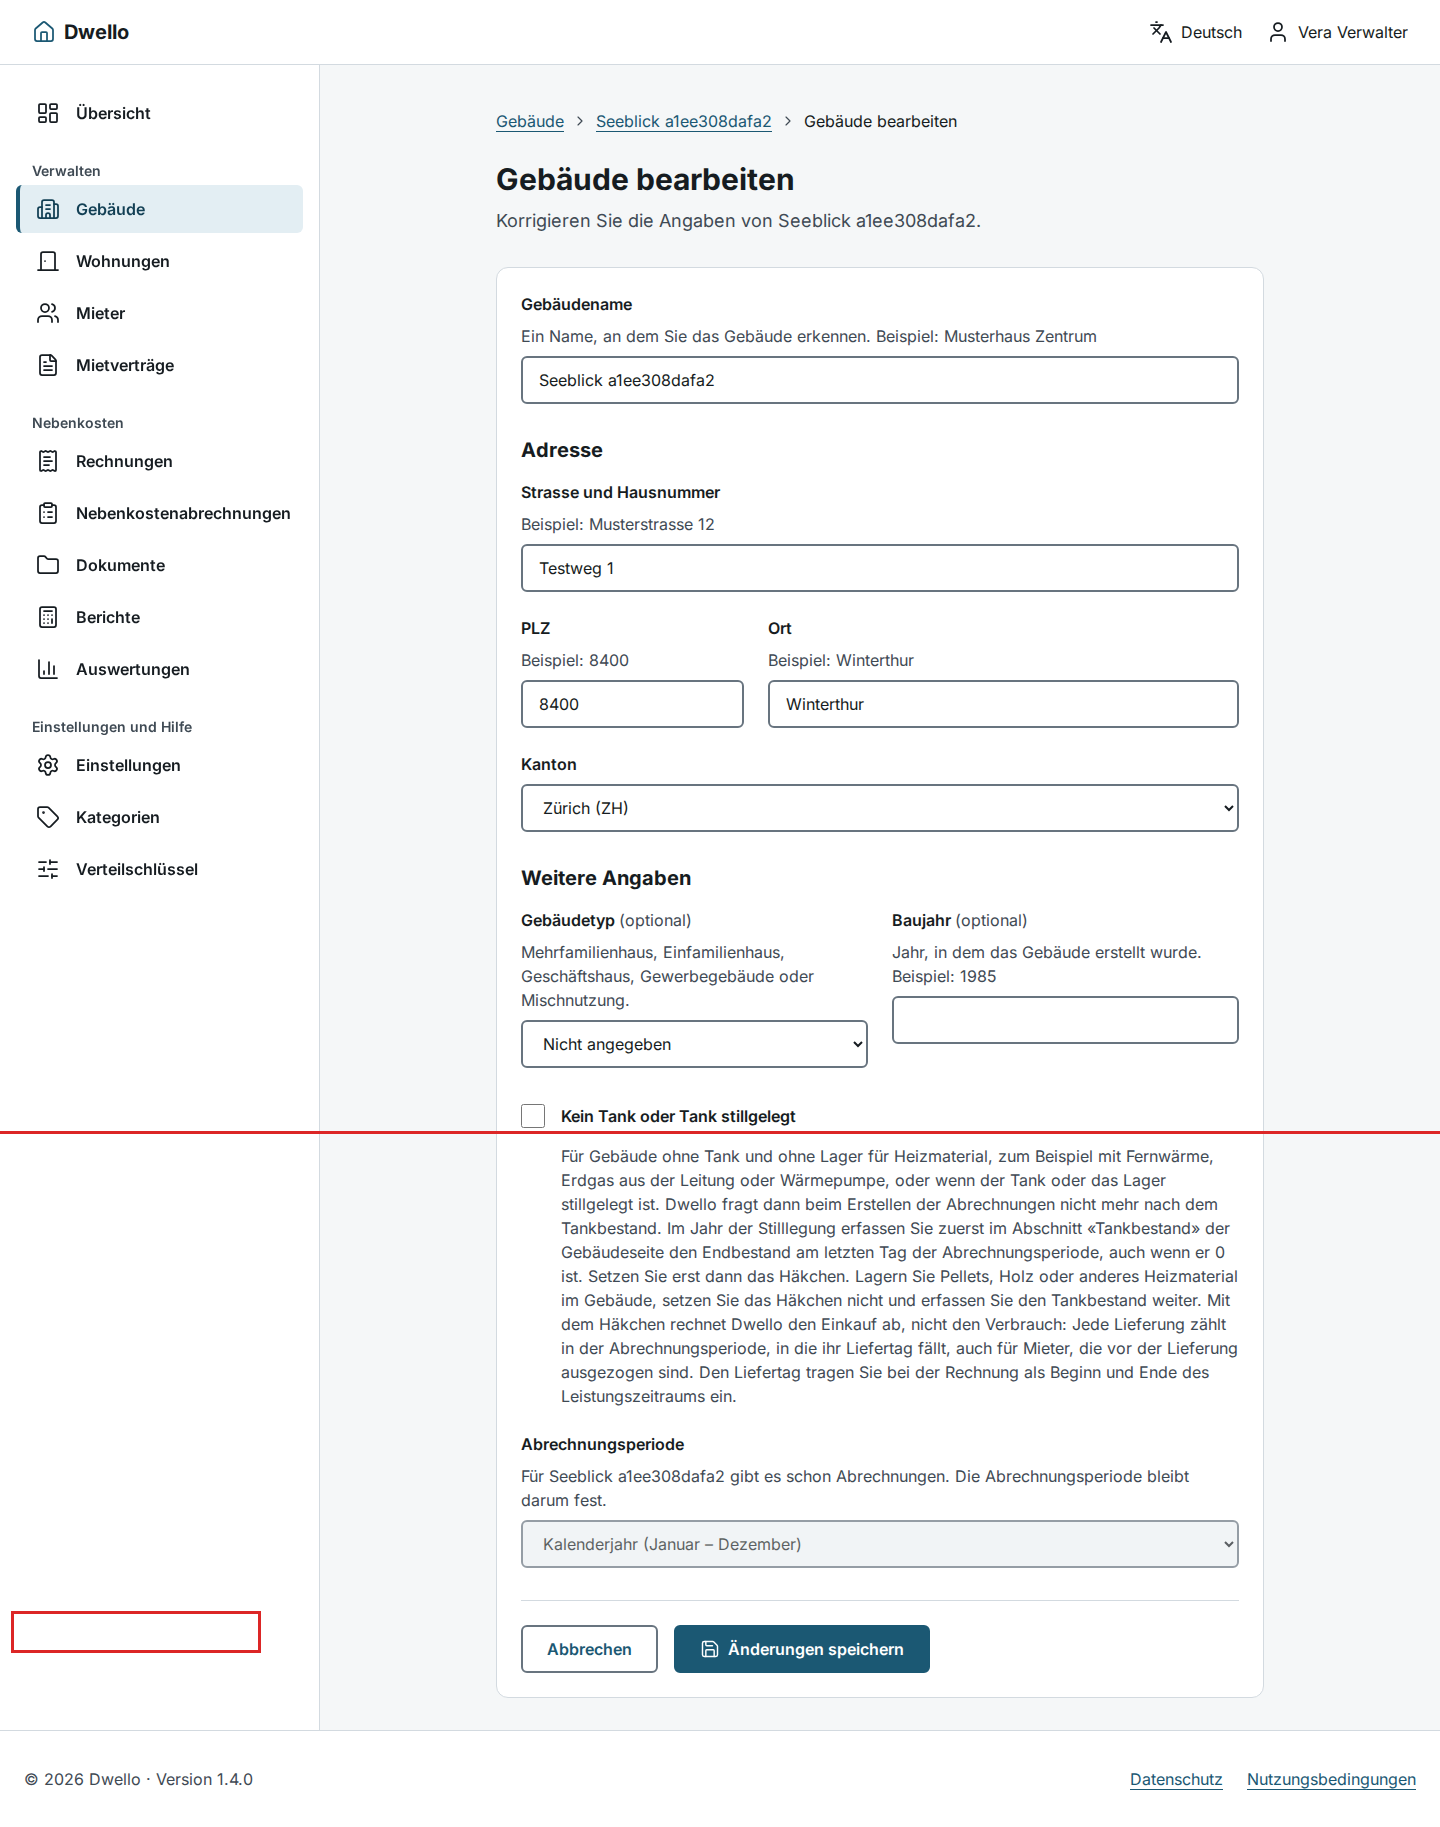 Dwello
Deutsch
Vera Verwalter
Übersicht
Verwalten
Gebäude
Wohnungen
Mieter
Mietverträge
Nebenkosten
Rechnungen
Nebenkostenabrechnungen
Dokumente
Berichte
Auswertungen
Einstellungen und Hilfe
Einstellungen
Kategorien
Verteilschlüssel
Gebäude > Seeblick a1ee308dafa2 > Gebäude bearbeiten
Gebäude bearbeiten
Korrigieren Sie die Angaben von Seeblick a1ee308dafa2.
Gebäudename
Ein Name, an dem Sie das Gebäude erkennen. Beispiel: Musterhaus Zentrum
Seeblick a1ee308dafa2
Adresse
Strasse und Hausnummer
Beispiel: Musterstrasse 12
Testweg 1
PLZ
Beispiel: 8400
8400
Ort
Beispiel: Winterthur
Winterthur
Kanton
Zürich (ZH)
Weitere Angaben
Gebäudetyp (optional)
Mehrfamilienhaus, Einfamilienhaus,
Geschäftshaus, Gewerbegebäude oder
Mischnutzung.
Nicht angegeben
Baujahr (optional)
Jahr, in dem das Gebäude erstellt wurde.
Beispiel: 1985
Kein Tank oder Tank stillgelegt
Für Gebäude ohne Tank und ohne Lager für Heizmaterial, zum Beispiel mit Fernwärme,
Erdgas aus der Leitung oder Wärmepumpe, oder wenn der Tank oder das Lager
stillgelegt ist. Dwello fragt dann beim Erstellen der Abrechnungen nicht mehr nach dem
Tankbestand. Im Jahr der Stilllegung erfassen Sie zuerst im Abschnitt «Tankbestand» der
Gebäudeseite den Endbestand am letzten Tag der Abrechnungsperiode, auch wenn er 0
ist. Setzen Sie erst dann das Häkchen. Lagern Sie Pellets, Holz oder anderes Heizmaterial
im Gebäude, setzen Sie das Häkchen nicht und erfassen Sie den Tankbestand weiter. Mit
dem Häkchen rechnet Dwello den Einkauf ab, nicht den Verbrauch: Jede Lieferung zählt
in der Abrechnungsperiode, in die ihr Liefertag fällt, auch für Mieter, die vor der Lieferung
ausgezogen sind. Den Liefertag tragen Sie bei der Rechnung als Beginn und Ende des
Leistungszeitraums ein.
Abrechnungsperiode
Für Seeblick a1ee308dafa2 gibt es schon Abrechnungen. Die Abrechnungsperiode bleibt
darum fest.
Kalenderjahr (Januar – Dezember)
Abbrechen
Änderungen speichern
© 2026 Dwello · Version 1.4.0
Datenschutz
Nutzungsbedingungen